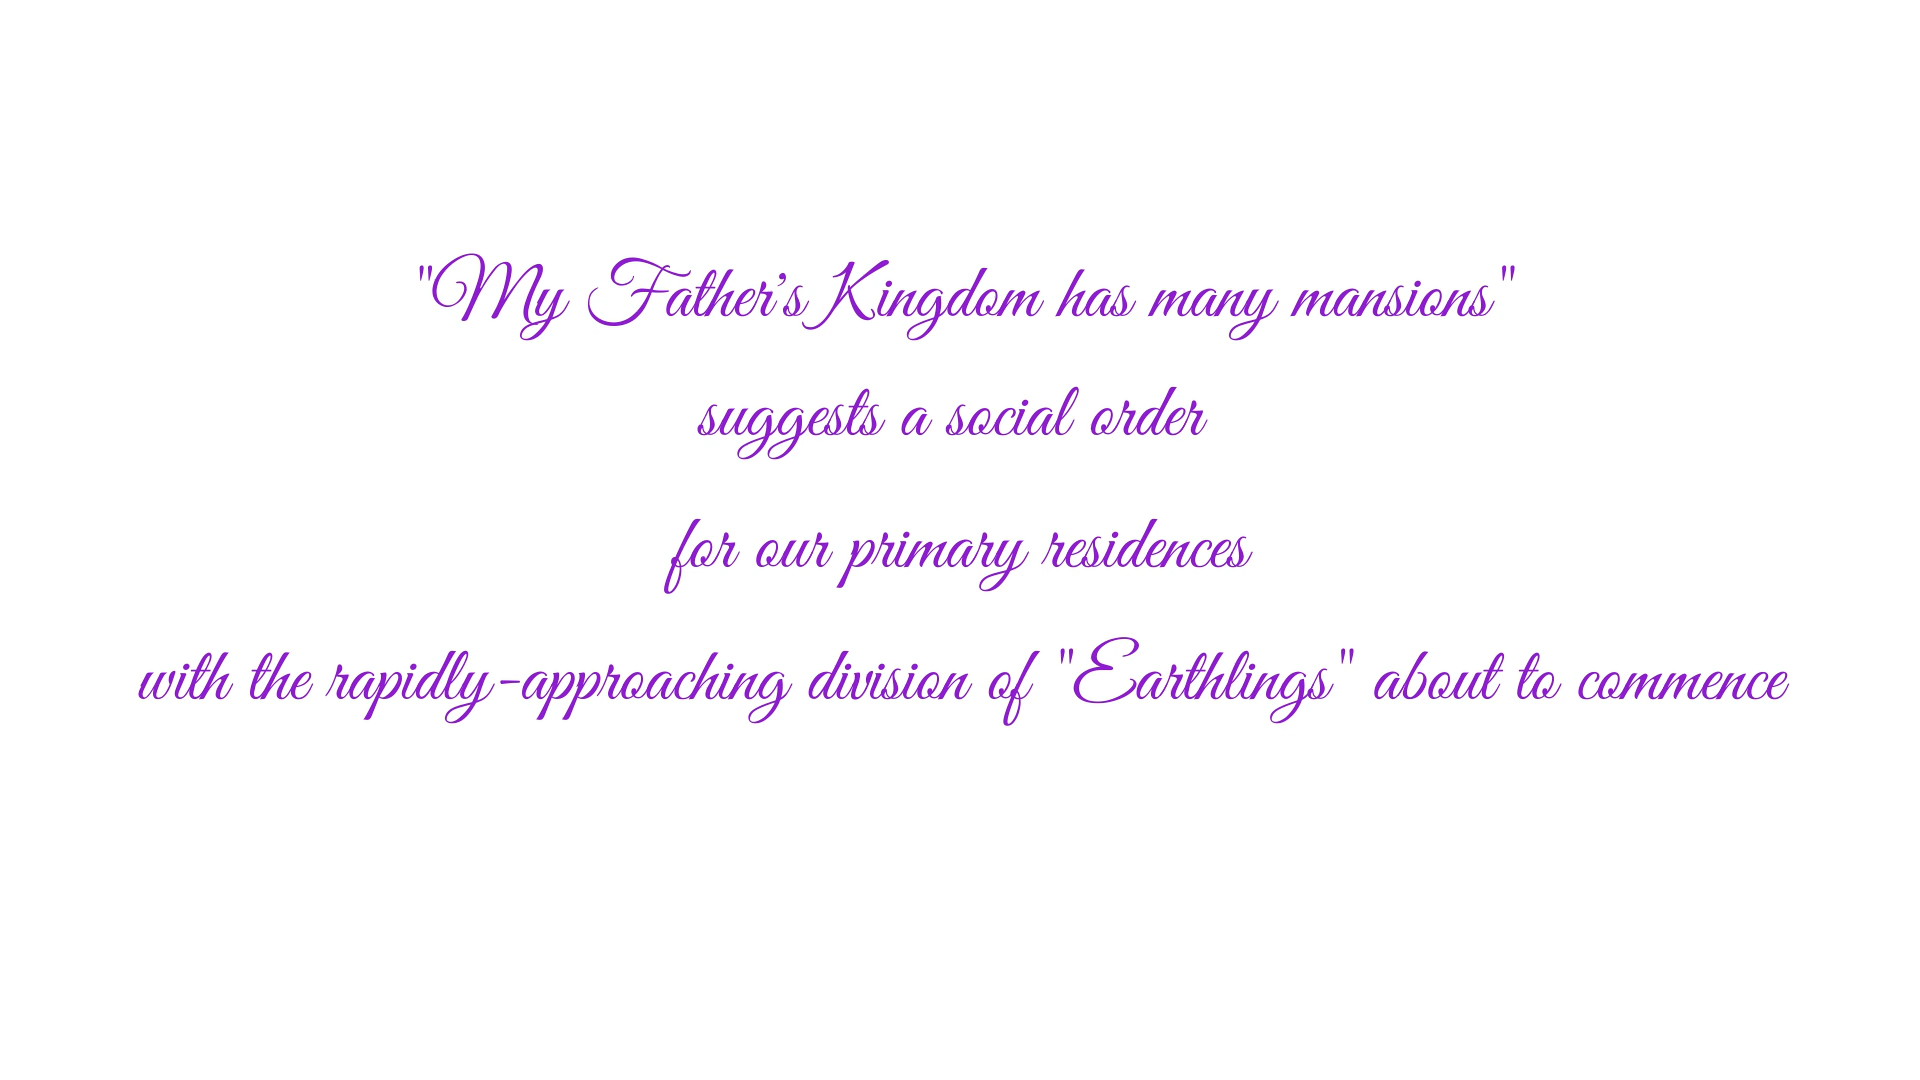 "My Father's Kingdom has many mansions"
suggests a social order
for our primary residences
with the rapidly-approaching division of "Earthlings" about to commence